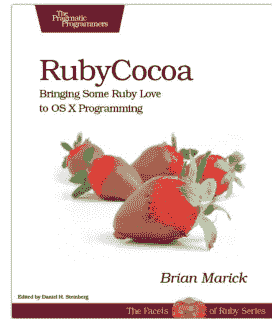 The
Pragmatic
Programmers
RubyCocoa
Bringing Some Ruby Love
to OS X Programming
Brian Marick
Edited by Daniel H. Steinberg
The Facets of Ruby Series